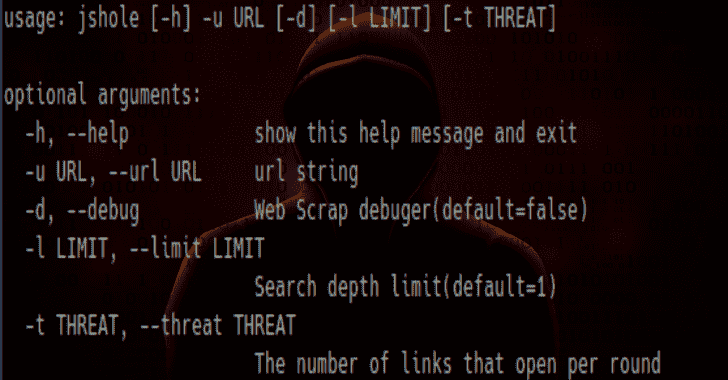 usage: jshole [-h] -u URL [-d] [-l LIMIT] [-t THREAT]
optional arguments:
-h, --help show this help message and exit
-u URL, --url URL url string
-d, --debug Web Scrap debuger(default=false)
-l LIMIT, --limit LIMIT
Search depth limit(default=1)
-t THREAT, --threat THREAT
The number of links that open per round